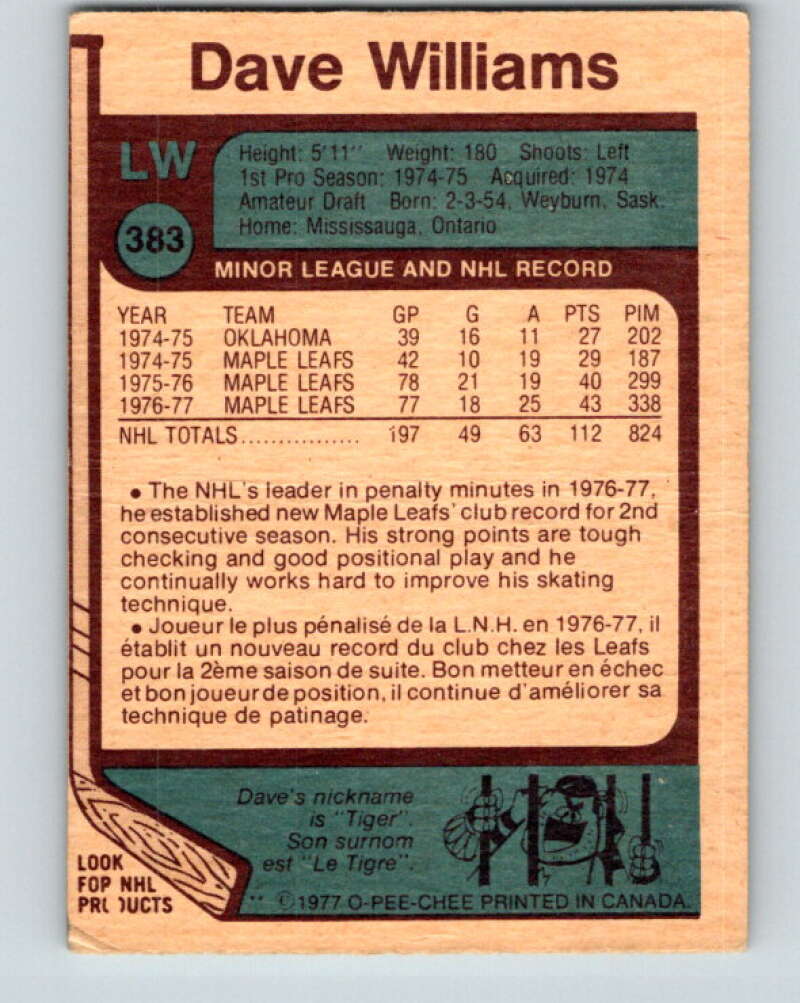 Dave Williams
LW
383
Height: 5'11" Weight: 180 Shoots: Left
1st Pro Season: 1974-75 Acquired: 1974
Amateur Draft Born: 2-3-54, Weyburn, Sask.
Home: Mississauga, Ontario
MINOR LEAGUE AND NHL RECORD
YEAR TEAM GP G A PTS PIM
1974-75 OKLAHOMA 39 16 11 27 202
1974-75 MAPLE LEAFS 42 10 19 29 187
1975-76 MAPLE LEAFS 78 21 19 40 299
1976-77 MAPLE LEAFS 77 18 25 43 338
NHL TOTALS................ 197 49 63 112 824
• The NHL's leader in penalty minutes in 1976-77,
he established new Maple Leafs' club record for 2nd
consecutive season. His strong points are tough
checking and good positional play and he
continually works hard to improve his skating
technique.
• Joueur le plus pénalisé de la L.N.H. en 1976-77, il
établit un nouveau record du club chez les Leafs
pour la 2ème saison de suite. Bon metteur en échec
et bon joueur de position, il continue d'améliorer sa
technique de patinage.
Dave's nickname
is "Tiger".
Son surnom
est "Le Tigre".
LOOK
FOR NHL
PRODUCTS
** ©1977 O-PEE-CHEE PRINTED IN CANADA.